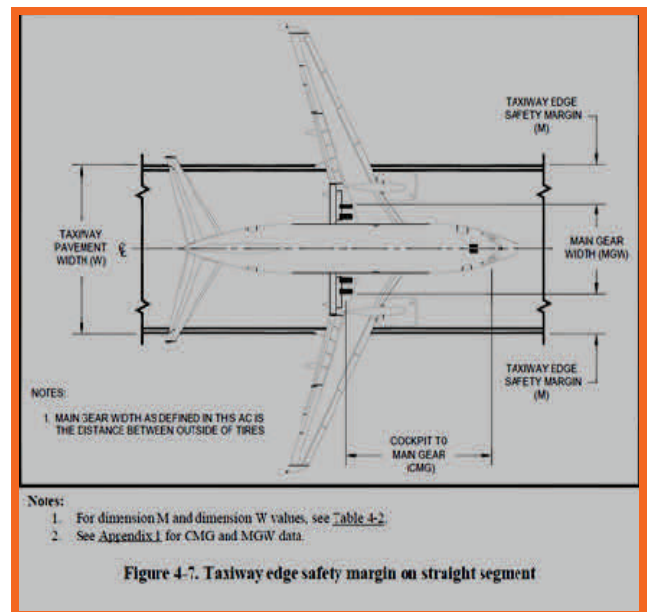 TAXIWAY EDGE
SAFETY MARGIN
(M)
TAXIWAY
PAVEMENT
WIDTH (W)
MAIN GEAR
WIDTH (MGW)
TAXIWAY EDGE
SAFETY MARGIN
(M)
NOTES:
1. MAIN GEAR WIDTH AS DEFINED IN THIS AC IS
THE DISTANCE BETWEEN OUTSIDE OF TIRES
COCKPIT TO
MAIN GEAR
(CMG)
Notes:
1. For dimension M and dimension W values, see Table 4-2.
2. See Appendix 1 for CMG and MGW data.
Figure 4-7. Taxiway edge safety margin on straight segment